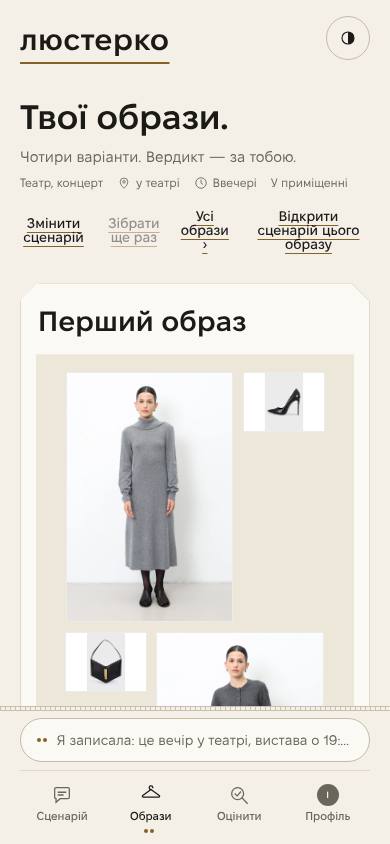 люстерко
Твої образи.
Чотири варіанти. Вердикт — за тобою.
Театр, концерт у театрі Ввечері У приміщенні
Змінити
сценарій
Зібрати
ще раз
Усі
образи
›
Відкрити
сценарій цього
образу
Перший образ
Я записала: це вечір у театрі, вистава о 19:...
Сценарій Образи Оцінити Профіль
І